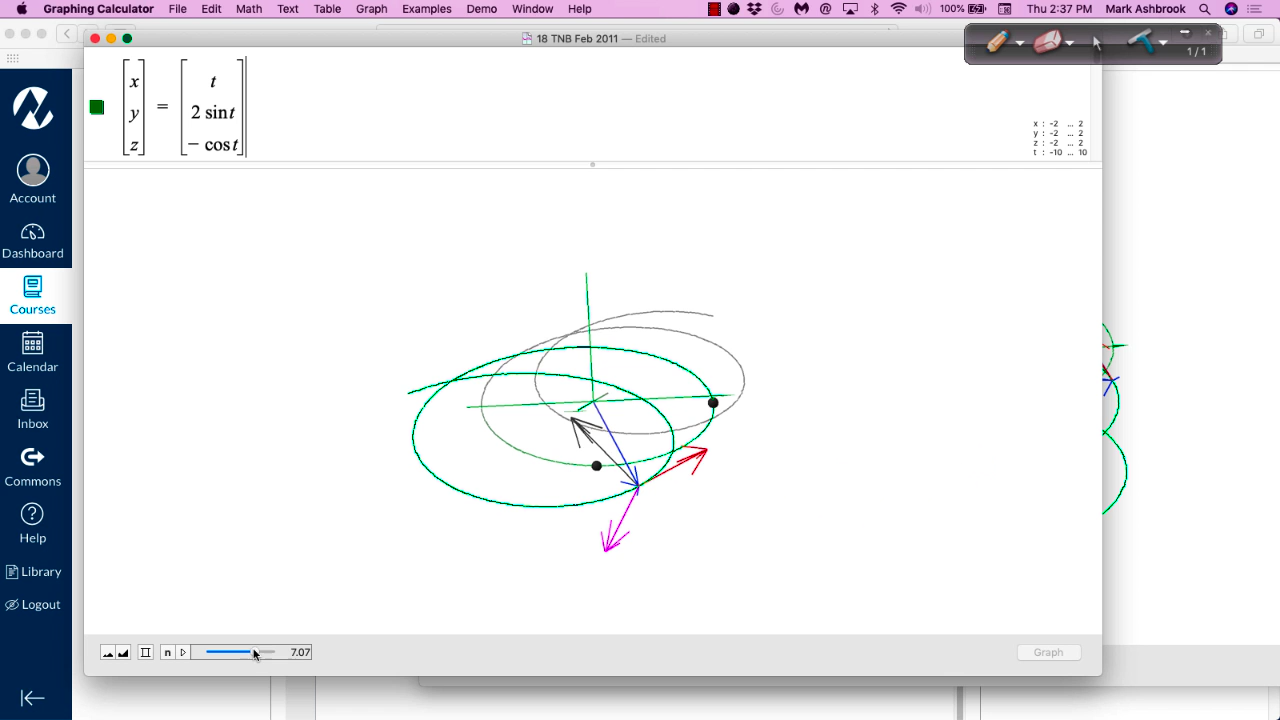 Graphing Calculator File Edit Math Text Table Graph Examples Demo Window Help 100% Thu 2:37 PM Mark Ashbrook
18 TNB Feb 2011 — Edited
1 / 1
x = t
y = 2 sin t
z = − cos t
x : -2 ... 2
y : -2 ... 2
z : -2 ... 2
t : -10 ... 10
Account
Dashboard
Courses
Calendar
Inbox
Commons
Help
Library
Logout
n 7.07 Graph